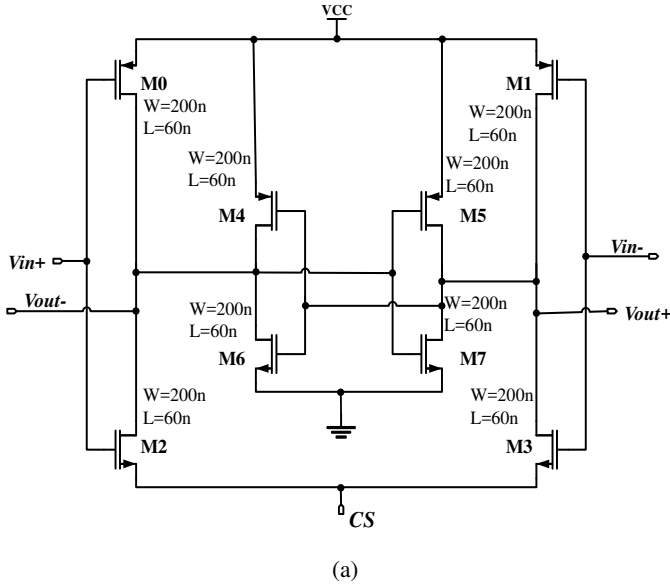 VCC
M0
M1
W=200n
L=60n
W=200n
L=60n
W=200n
L=60n
W=200n
L=60n
M4
M5
Vin+
Vin-
Vout-
Vout+
W=200n
L=60n
W=200n
L=60n
M6
M7
W=200n
L=60n
W=200n
L=60n
M2
M3
CS
(a)